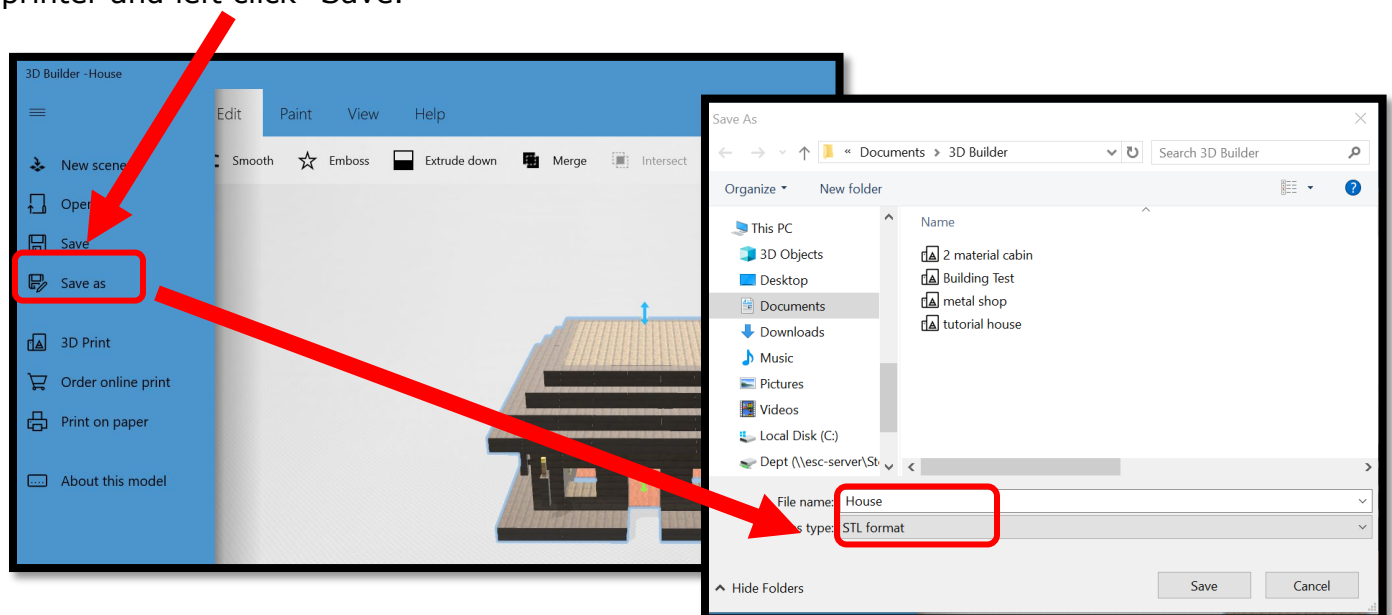 printer and left click "Save.
3D Builder -House
Edit Paint View Help
Smooth Emboss Extrude down Merge Intersect
New scene
Open
Save
Save as
3D Print
Order online print
Print on paper
About this model
Save As
« Documents > 3D Builder
Search 3D Builder
Organize New folder
This PC
3D Objects
Desktop
Documents
Downloads
Music
Pictures
Videos
Local Disk (C:)
Dept (\\esc-server\St
Name
2 material cabin
Building Test
metal shop
tutorial house
File name: House
type: STL format
Hide Folders
Save Cancel